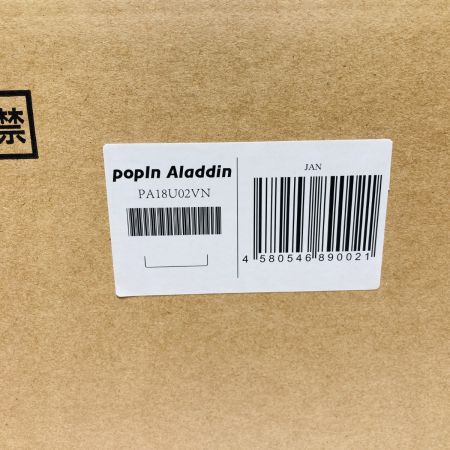 禁
popIn Aladdin
PA18U02VN
JAN
4 580546 890021